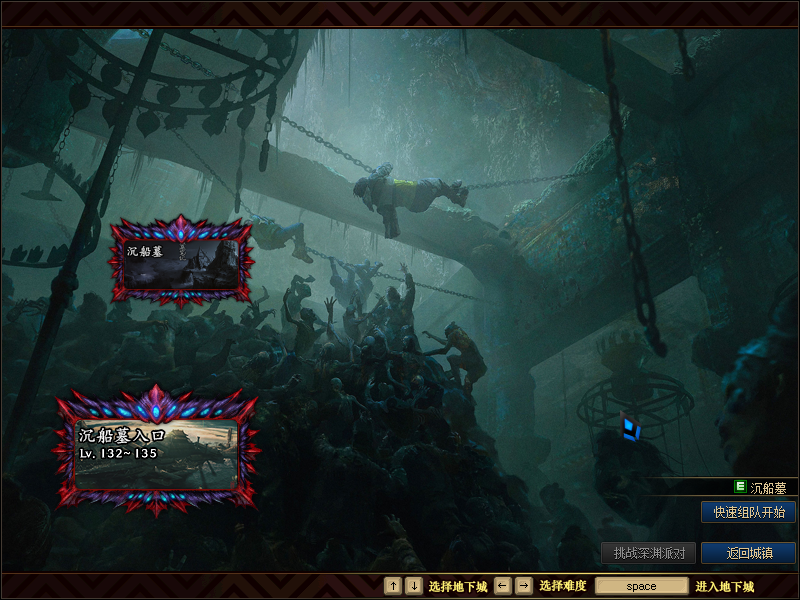 沉船墓
沉船墓入口
Lv. 132~135
E 沉船墓
快速组队开始
挑战深渊派对
返回城镇
↑ ↓ 选择地下城 ← → 选择难度 space 进入地下城